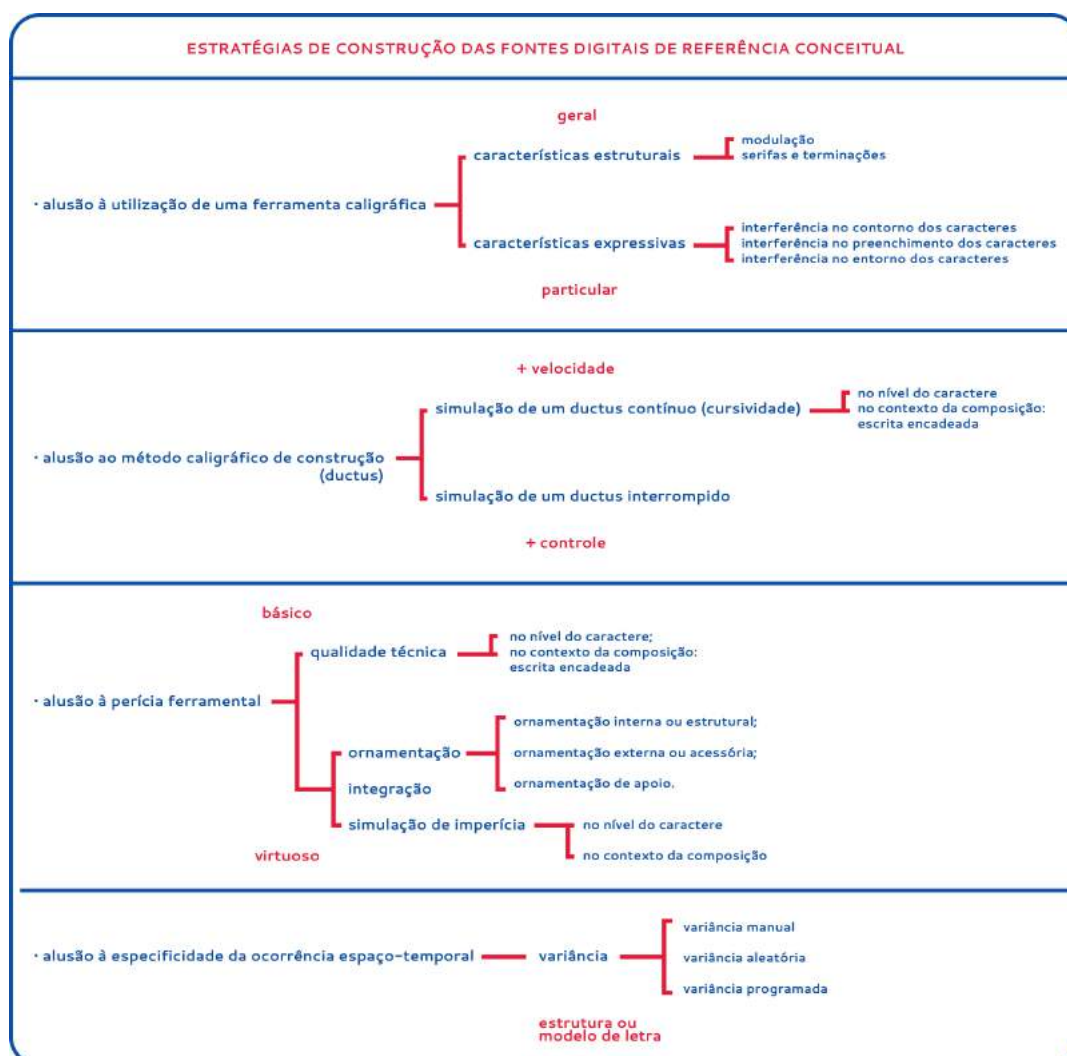 ESTRATÉGIAS DE CONSTRUÇÃO DAS FONTES DIGITAIS DE REFERÊNCIA CONCEITUAL
geral
características estruturais
modulação
serifas e terminações
· alusão à utilização de uma ferramenta caligráfica
características expressivas
interferência no contorno dos caracteres
interferência no preenchimento dos caracteres
interferência no entorno dos caracteres
particular
+ velocidade
simulação de um ductus contínuo (cursividade)
no nível do caractere
no contexto da composição:
escrita encadeada
· alusão ao método caligráfico de construção
(ductus)
simulação de um ductus interrompido
+ controle
básico
qualidade técnica
no nível do caractere;
no contexto da composição:
escrita encadeada
· alusão à perícia ferramental
ornamentação
ornamentação interna ou estrutural;
ornamentação externa ou acessória;
ornamentação de apoio.
integração
simulação de imperícia
no nível do caractere
no contexto da composição
virtuoso
· alusão à especificidade da ocorrência espaço-temporal
variância
variância manual
variância aleatória
variância programada
estrutura ou
modelo de letra